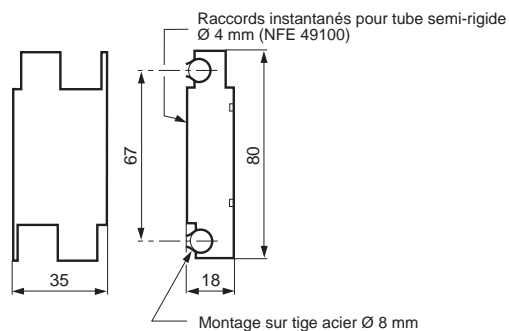 Raccords instantanés pour tube semi-rigide
Ø 4 mm (NFE 49100)
67
80
35
18
Montage sur tige acier Ø 8 mm